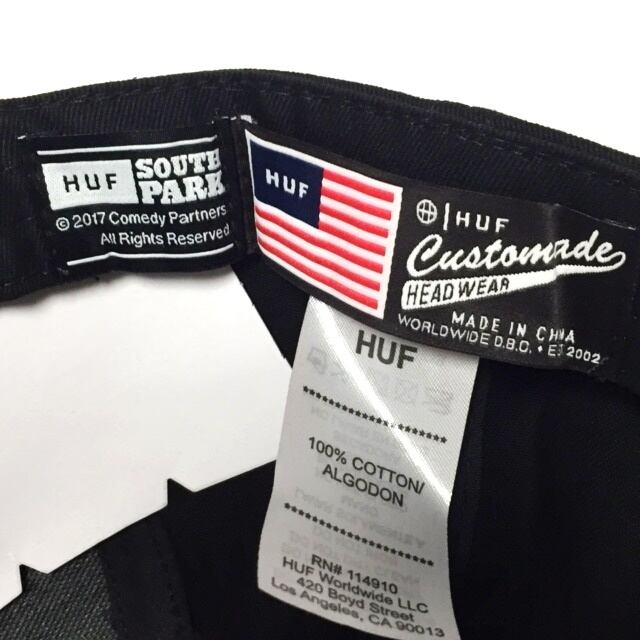 HUF
SOUTH
PARK
© 2017 Comedy Partners
All Rights Reserved
HUF
HUF
Customade
HEADWEAR
MADE IN CHINA
WORLDWIDE D.B.C. • ES 2002
HUF
********************
100% COTTON/
ALGODON
********************
RN# 114910
HUF Worldwide LLC
420 Boyd Street
Los Angeles, CA 90013